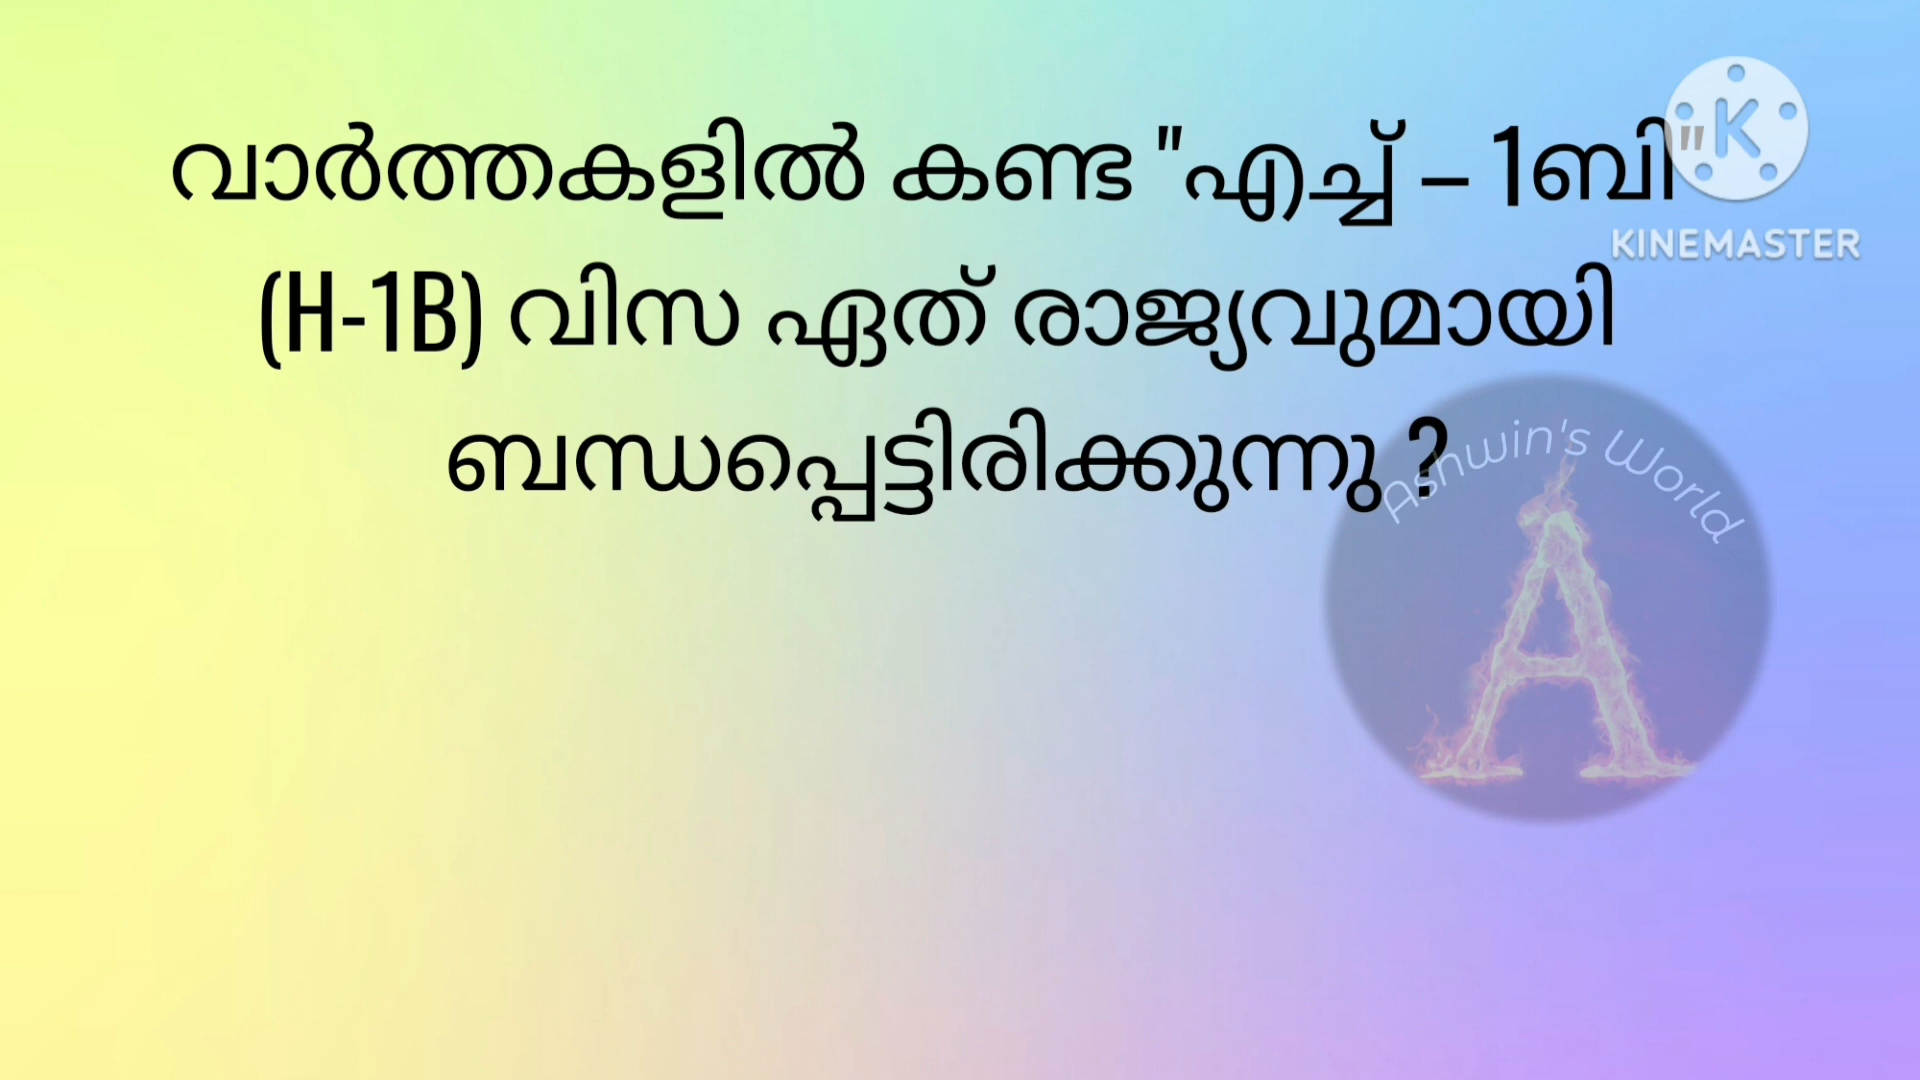 വാർത്തകളിൽ കണ്ട "എച്ച് – 1ബി"
KINEMASTER
(H-1B) വിസ ഏത് രാജ്യവുമായി
ബന്ധപ്പെട്ടിരിക്കുന്നു ?
Ashwin's World
A